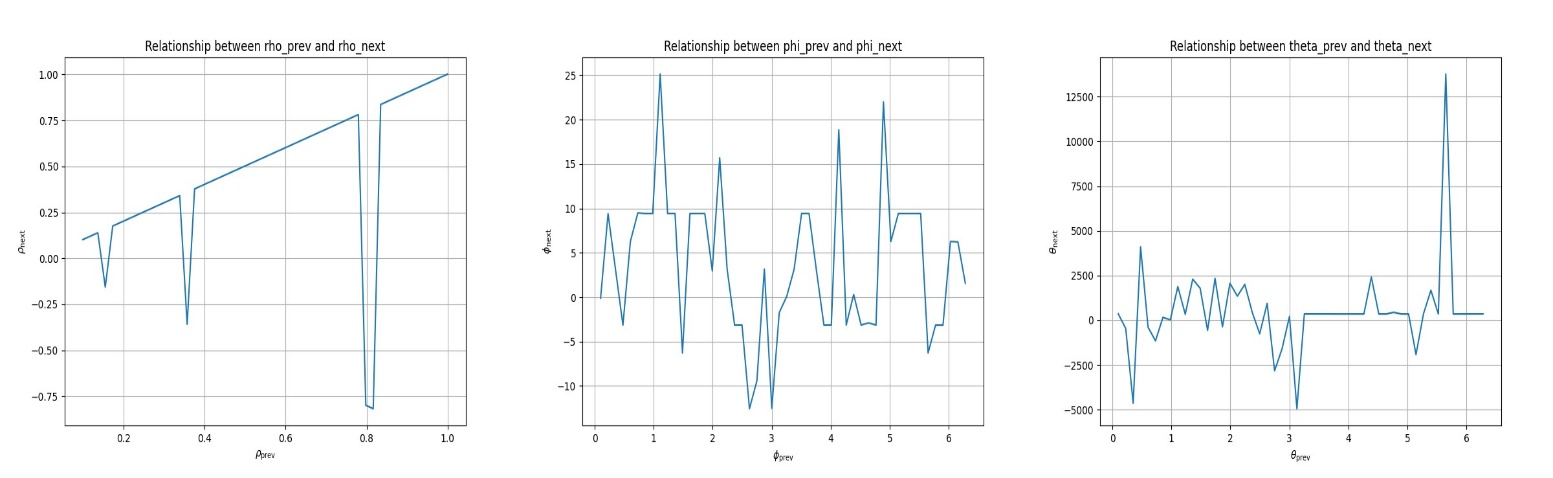 Relationship between rho_prev and rho_next
1.00
0.75
0.50
0.25
0.00
−0.25
−0.50
−0.75
ρnext
0.2 0.4 0.6 0.8 1.0
ρprev
Relationship between phi_prev and phi_next
25
20
15
10
5
0
−5
−10
ϕnext
0 1 2 3 4 5 6
ϕprev
Relationship between theta_prev and theta_next
12500
10000
7500
5000
2500
0
−2500
−5000
θnext
0 1 2 3 4 5 6
θprev